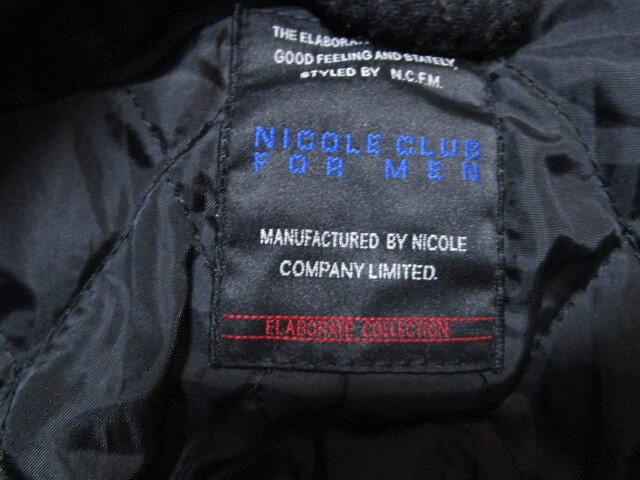 THE ELABORATE
GOOD FEELING AND STATELY,
STYLED BY N.C.F.M.
NICOLE CLUB
FOR MEN
MANUFACTURED BY NICOLE
COMPANY LIMITED.
ELABORATE COLLECTION